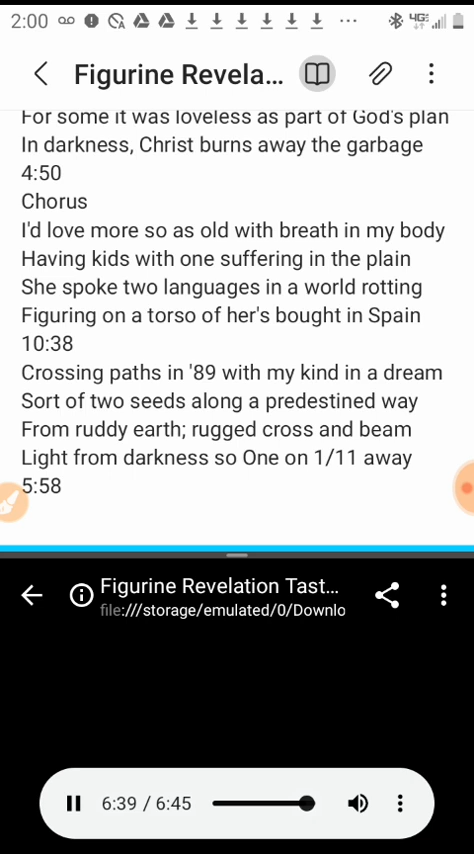 2:00
4G
Figurine Revela...
For some it was loveless as part of God's plan
In darkness, Christ burns away the garbage
4:50
Chorus
I'd love more so as old with breath in my body
Having kids with one suffering in the plain
She spoke two languages in a world rotting
Figuring on a torso of her's bought in Spain
10:38
Crossing paths in '89 with my kind in a dream
Sort of two seeds along a predestined way
From ruddy earth; rugged cross and beam
Light from darkness so One on 1/11 away
5:58
Figurine Revelation Tast...
file:///storage/emulated/0/Downlo
6:39 / 6:45